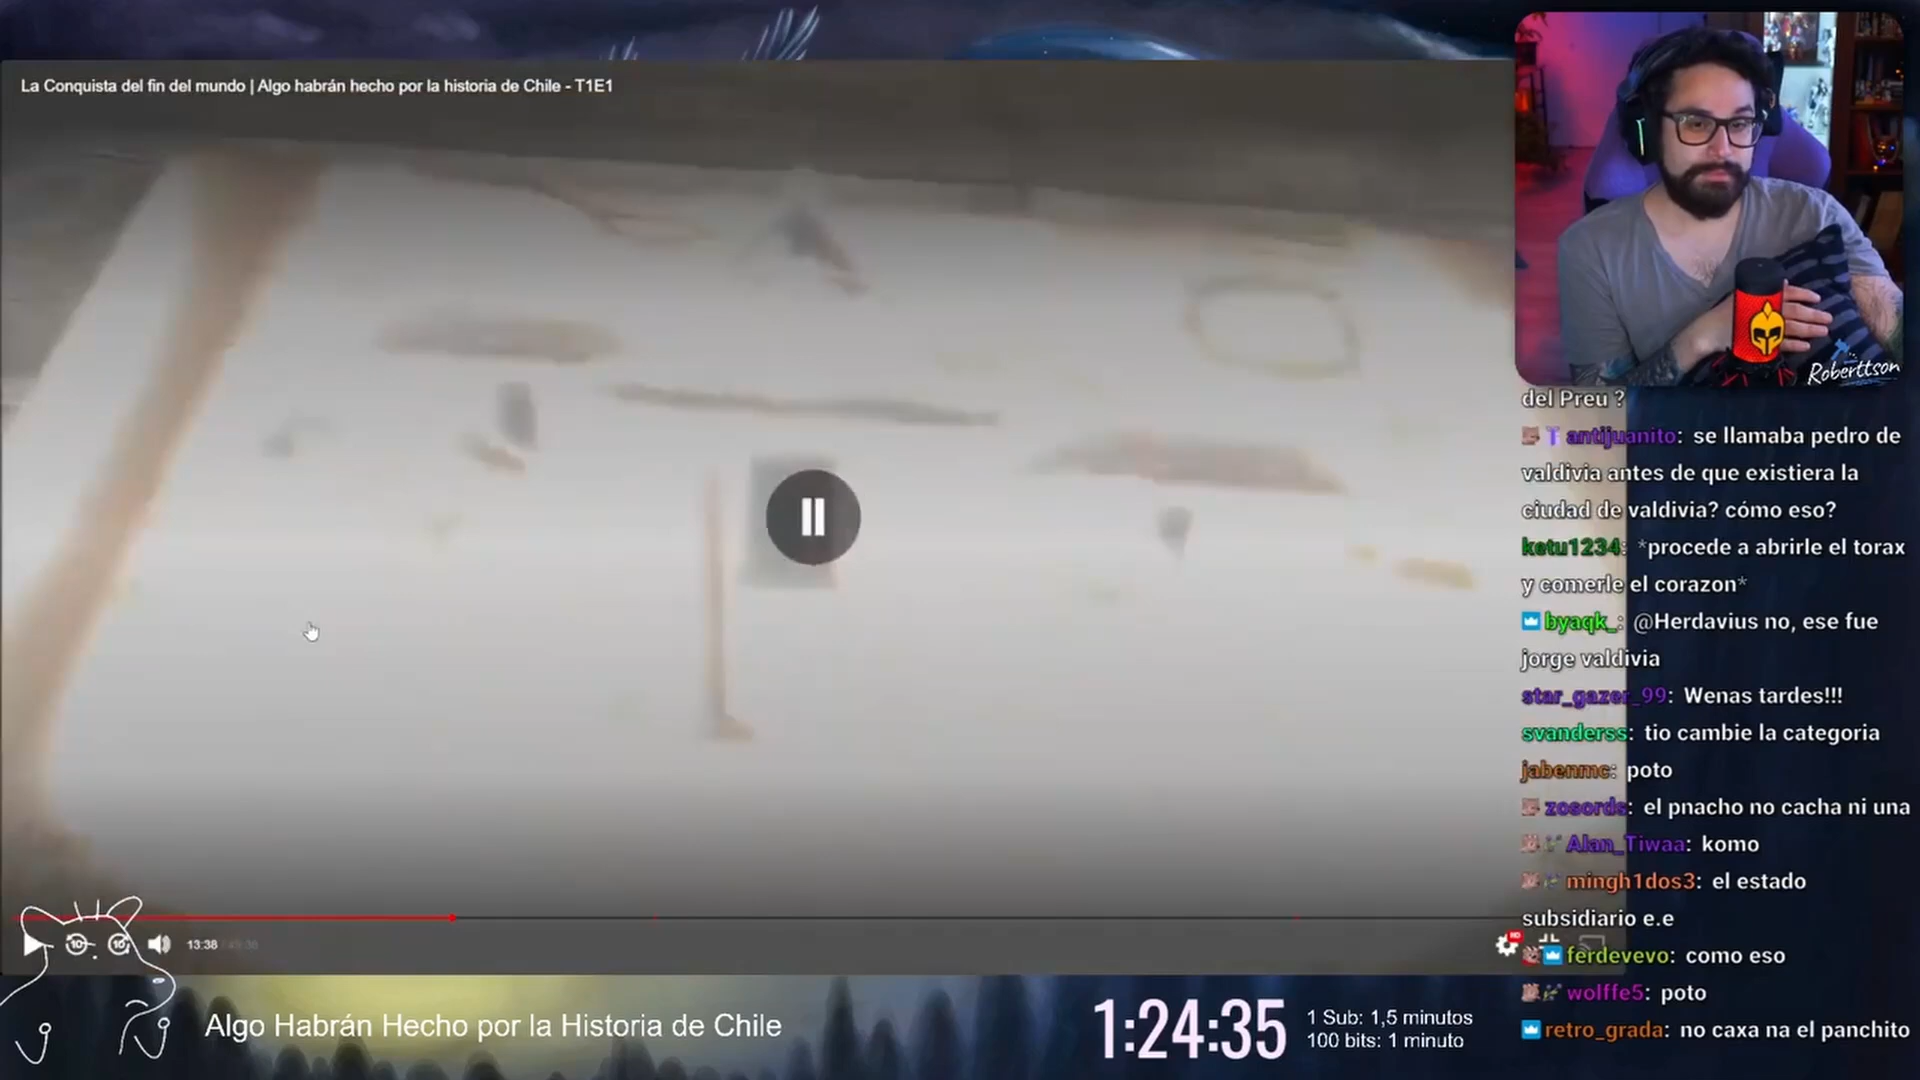 La Conquista del fin del mundo | Algo habrán hecho por la historia de Chile - T1E1
Roberttson
del Preu ?
antijuanito: se llamaba pedro de
valdivia antes de que existiera la
ciudad de valdivia? cómo eso?
ketu1234: *procede a abrirle el torax
y comerle el corazon*
byaqk_: @Herdavius no, ese fue
jorge valdivia
star_gazer_99: Wenas tardes!!!
svanderss: tio cambie la categoria
jabenmc: poto
zosords: el pnacho no cacha ni una
Alan_Tiwaa: komo
mingh1dos3: el estado
subsidiario e.e
ferdevevo: como eso
wolffe5: poto
retro_grada: no caxa na el panchito
10
10
13:38
HD
Algo Habrán Hecho por la Historia de Chile
1:24:35
1 Sub: 1,5 minutos
100 bits: 1 minuto